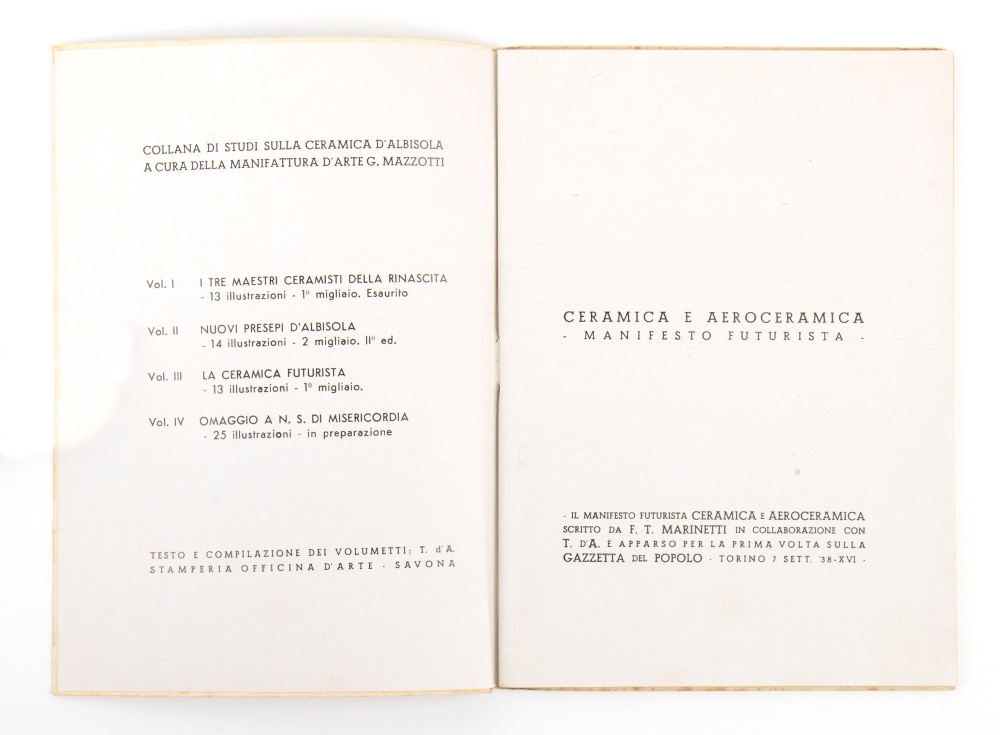 COLLANA DI STUDI SULLA CERAMICA D'ALBISOLA
A CURA DELLA MANIFATTURA D'ARTE G. MAZZOTTI
Vol. I I TRE MAESTRI CERAMISTI DELLA RINASCITA
- 13 illustrazioni - 1º migliaio. Esaurito
Vol. II NUOVI PRESEPI D'ALBISOLA
- 14 illustrazioni - 2 migliaio. IIº ed.
Vol. III LA CERAMICA FUTURISTA
- 13 illustrazioni - 1º migliaio.
Vol. IV OMAGGIO A N. S. DI MISERICORDIA
- 25 illustrazioni - in preparazione
TESTO E COMPILAZIONE DEI VOLUMETTI: T. d'A.
STAMPERIA OFFICINA D'ARTE - SAVONA
CERAMICA E AEROCERAMICA
- MANIFESTO FUTURISTA -
- IL MANIFESTO FUTURISTA CERAMICA E AEROCERAMICA
SCRITTO DA F. T. MARINETTI IN COLLABORAZIONE CON
T. D'A. È APPARSO PER LA PRIMA VOLTA SULLA
GAZZETTA DEL POPOLO - TORINO 7 SETT. '38-XVI -